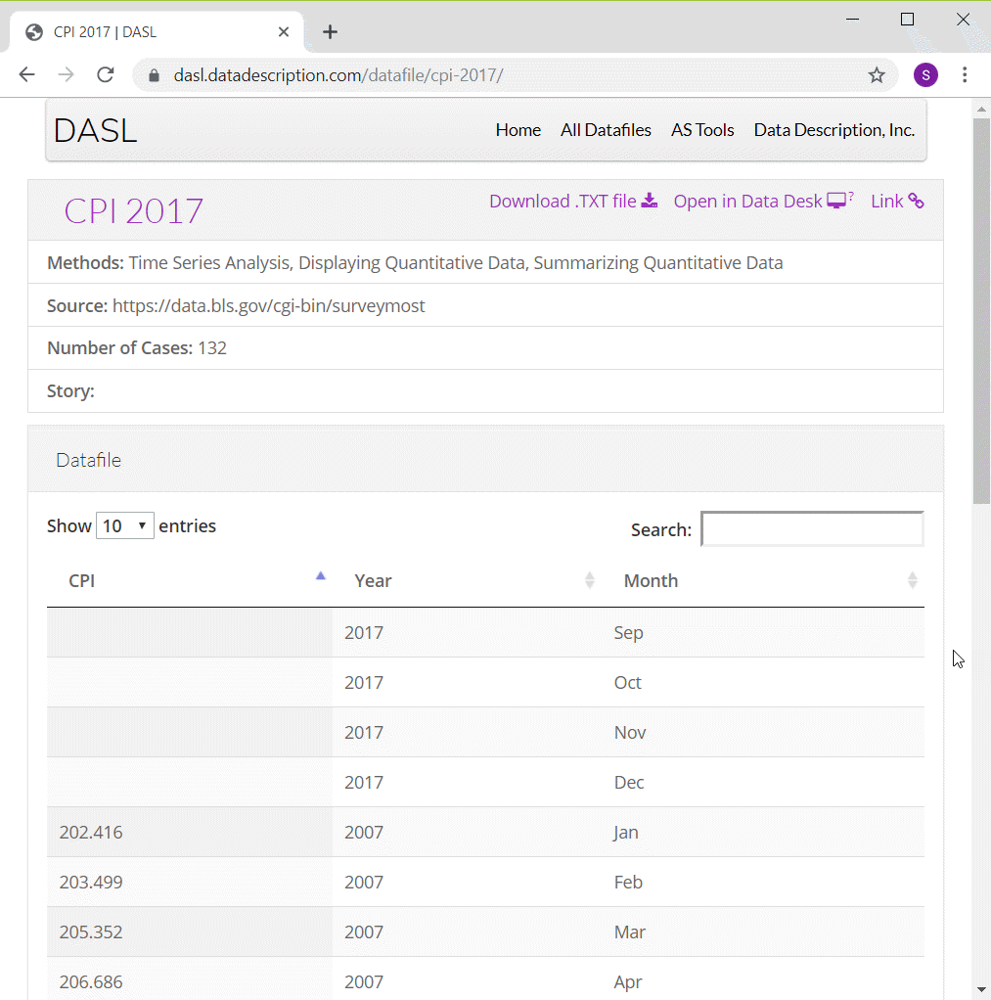 CPI 2017 | DASL
dasl.datadescription.com/datafile/cpi-2017/
S
DASL Home All Datafiles AS Tools Data Description, Inc.
CPI 2017 Download .TXT file Open in Data Desk ? Link
Methods: Time Series Analysis, Displaying Quantitative Data, Summarizing Quantitative Data
Source: https://data.bls.gov/cgi-bin/surveymost
Number of Cases: 132
Story:
Datafile
Show 10 entries Search:
CPI Year Month
2017 Sep
2017 Oct
2017 Nov
2017 Dec
202.416 2007 Jan
203.499 2007 Feb
205.352 2007 Mar
206.686 2007 Apr